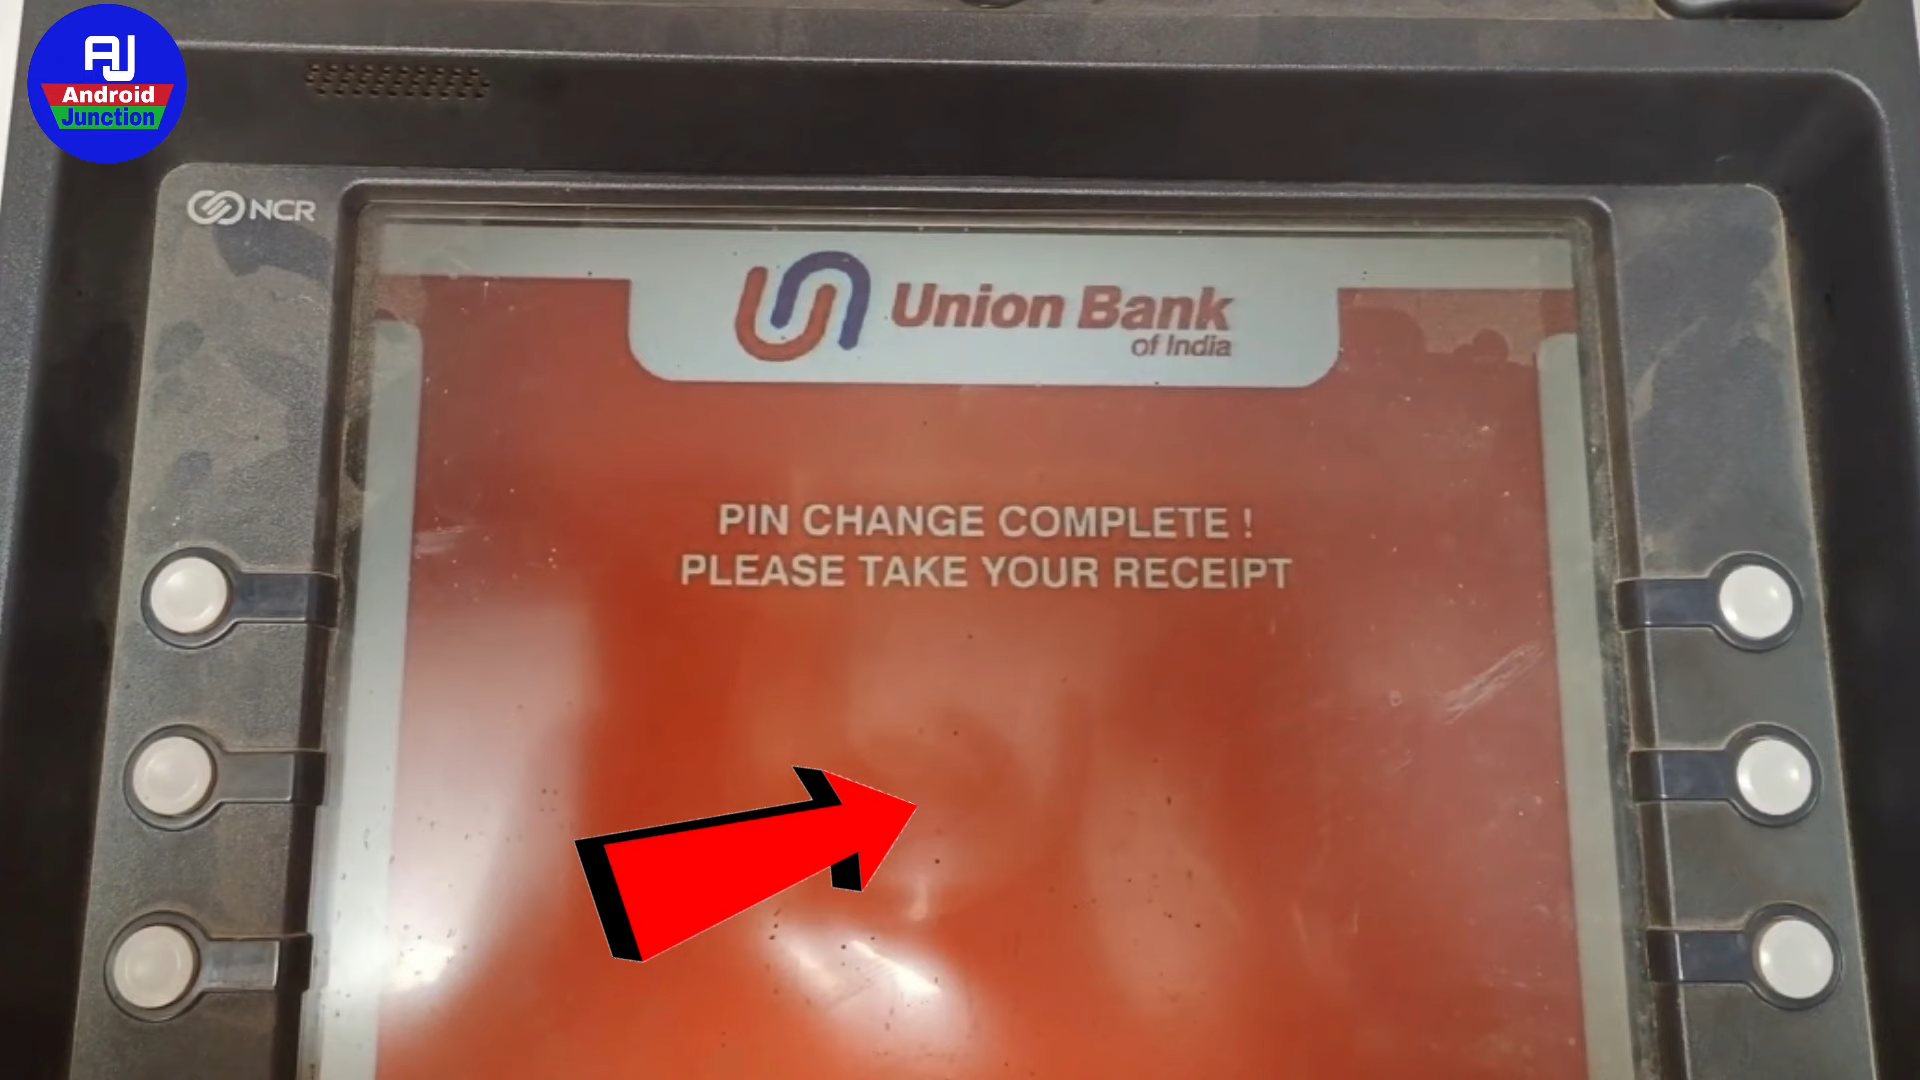 AJ
Android
Junction
NCR
Union Bank
of India
PIN CHANGE COMPLETE !
PLEASE TAKE YOUR RECEIPT